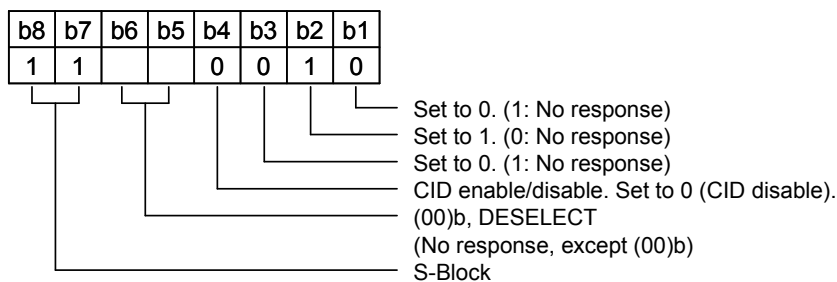 b8 b7 b6 b5 b4 b3 b2 b1
1 1 0 0 1 0
Set to 0. (1: No response)
Set to 1. (0: No response)
Set to 0. (1: No response)
CID enable/disable. Set to 0 (CID disable).
(00)b, DESELECT
(No response, except (00)b)
S-Block